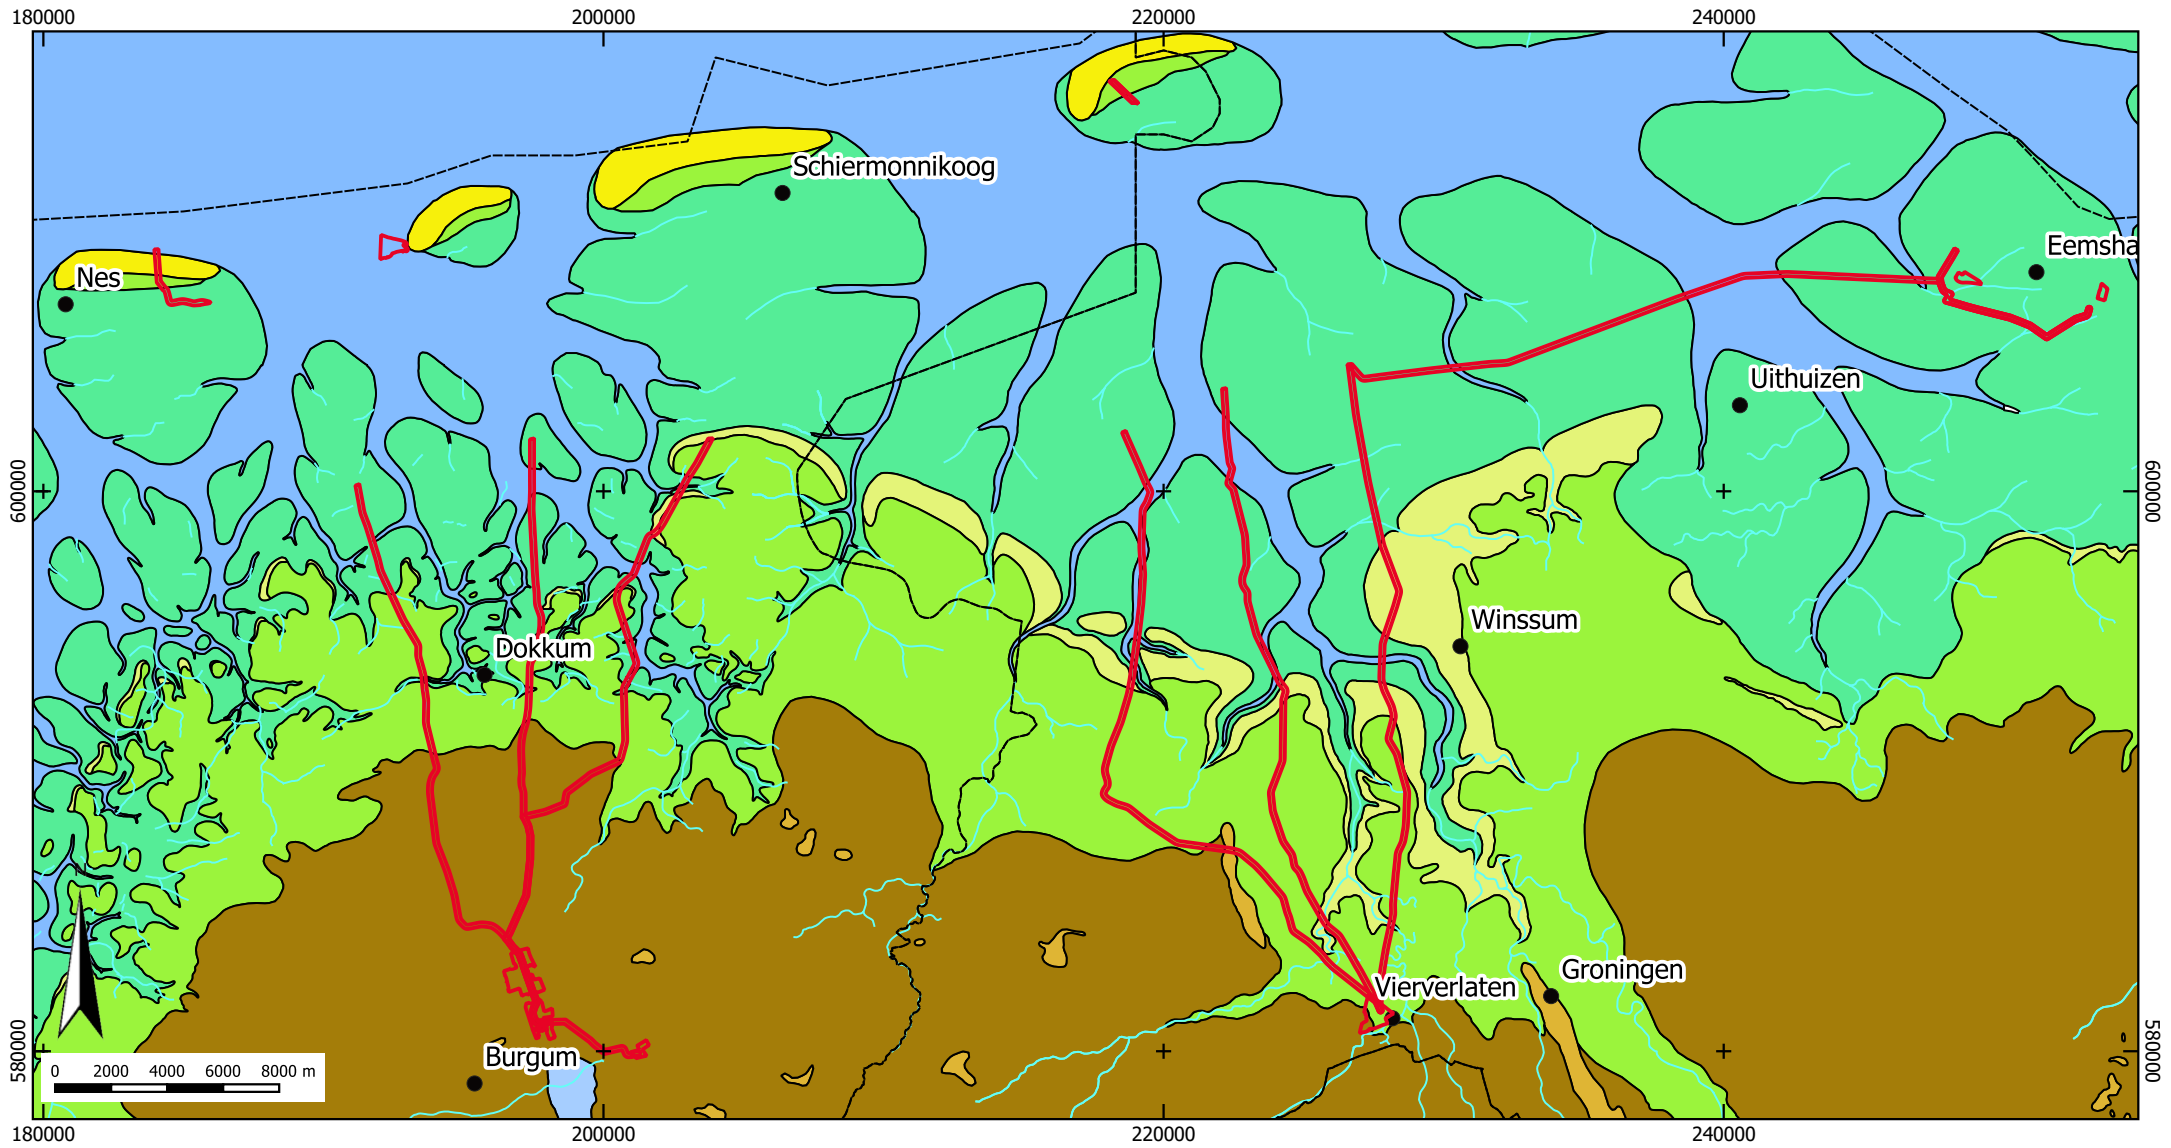 180000 200000 220000 240000
Schiermonnikoog
Eemsha
Nes
Uithuizen
600000 600000
Winssum
Dokkum
Groningen
Vierverlaten
580000 580000
Burgum
0 2000 4000 6000 8000 m
180000 200000 220000 240000